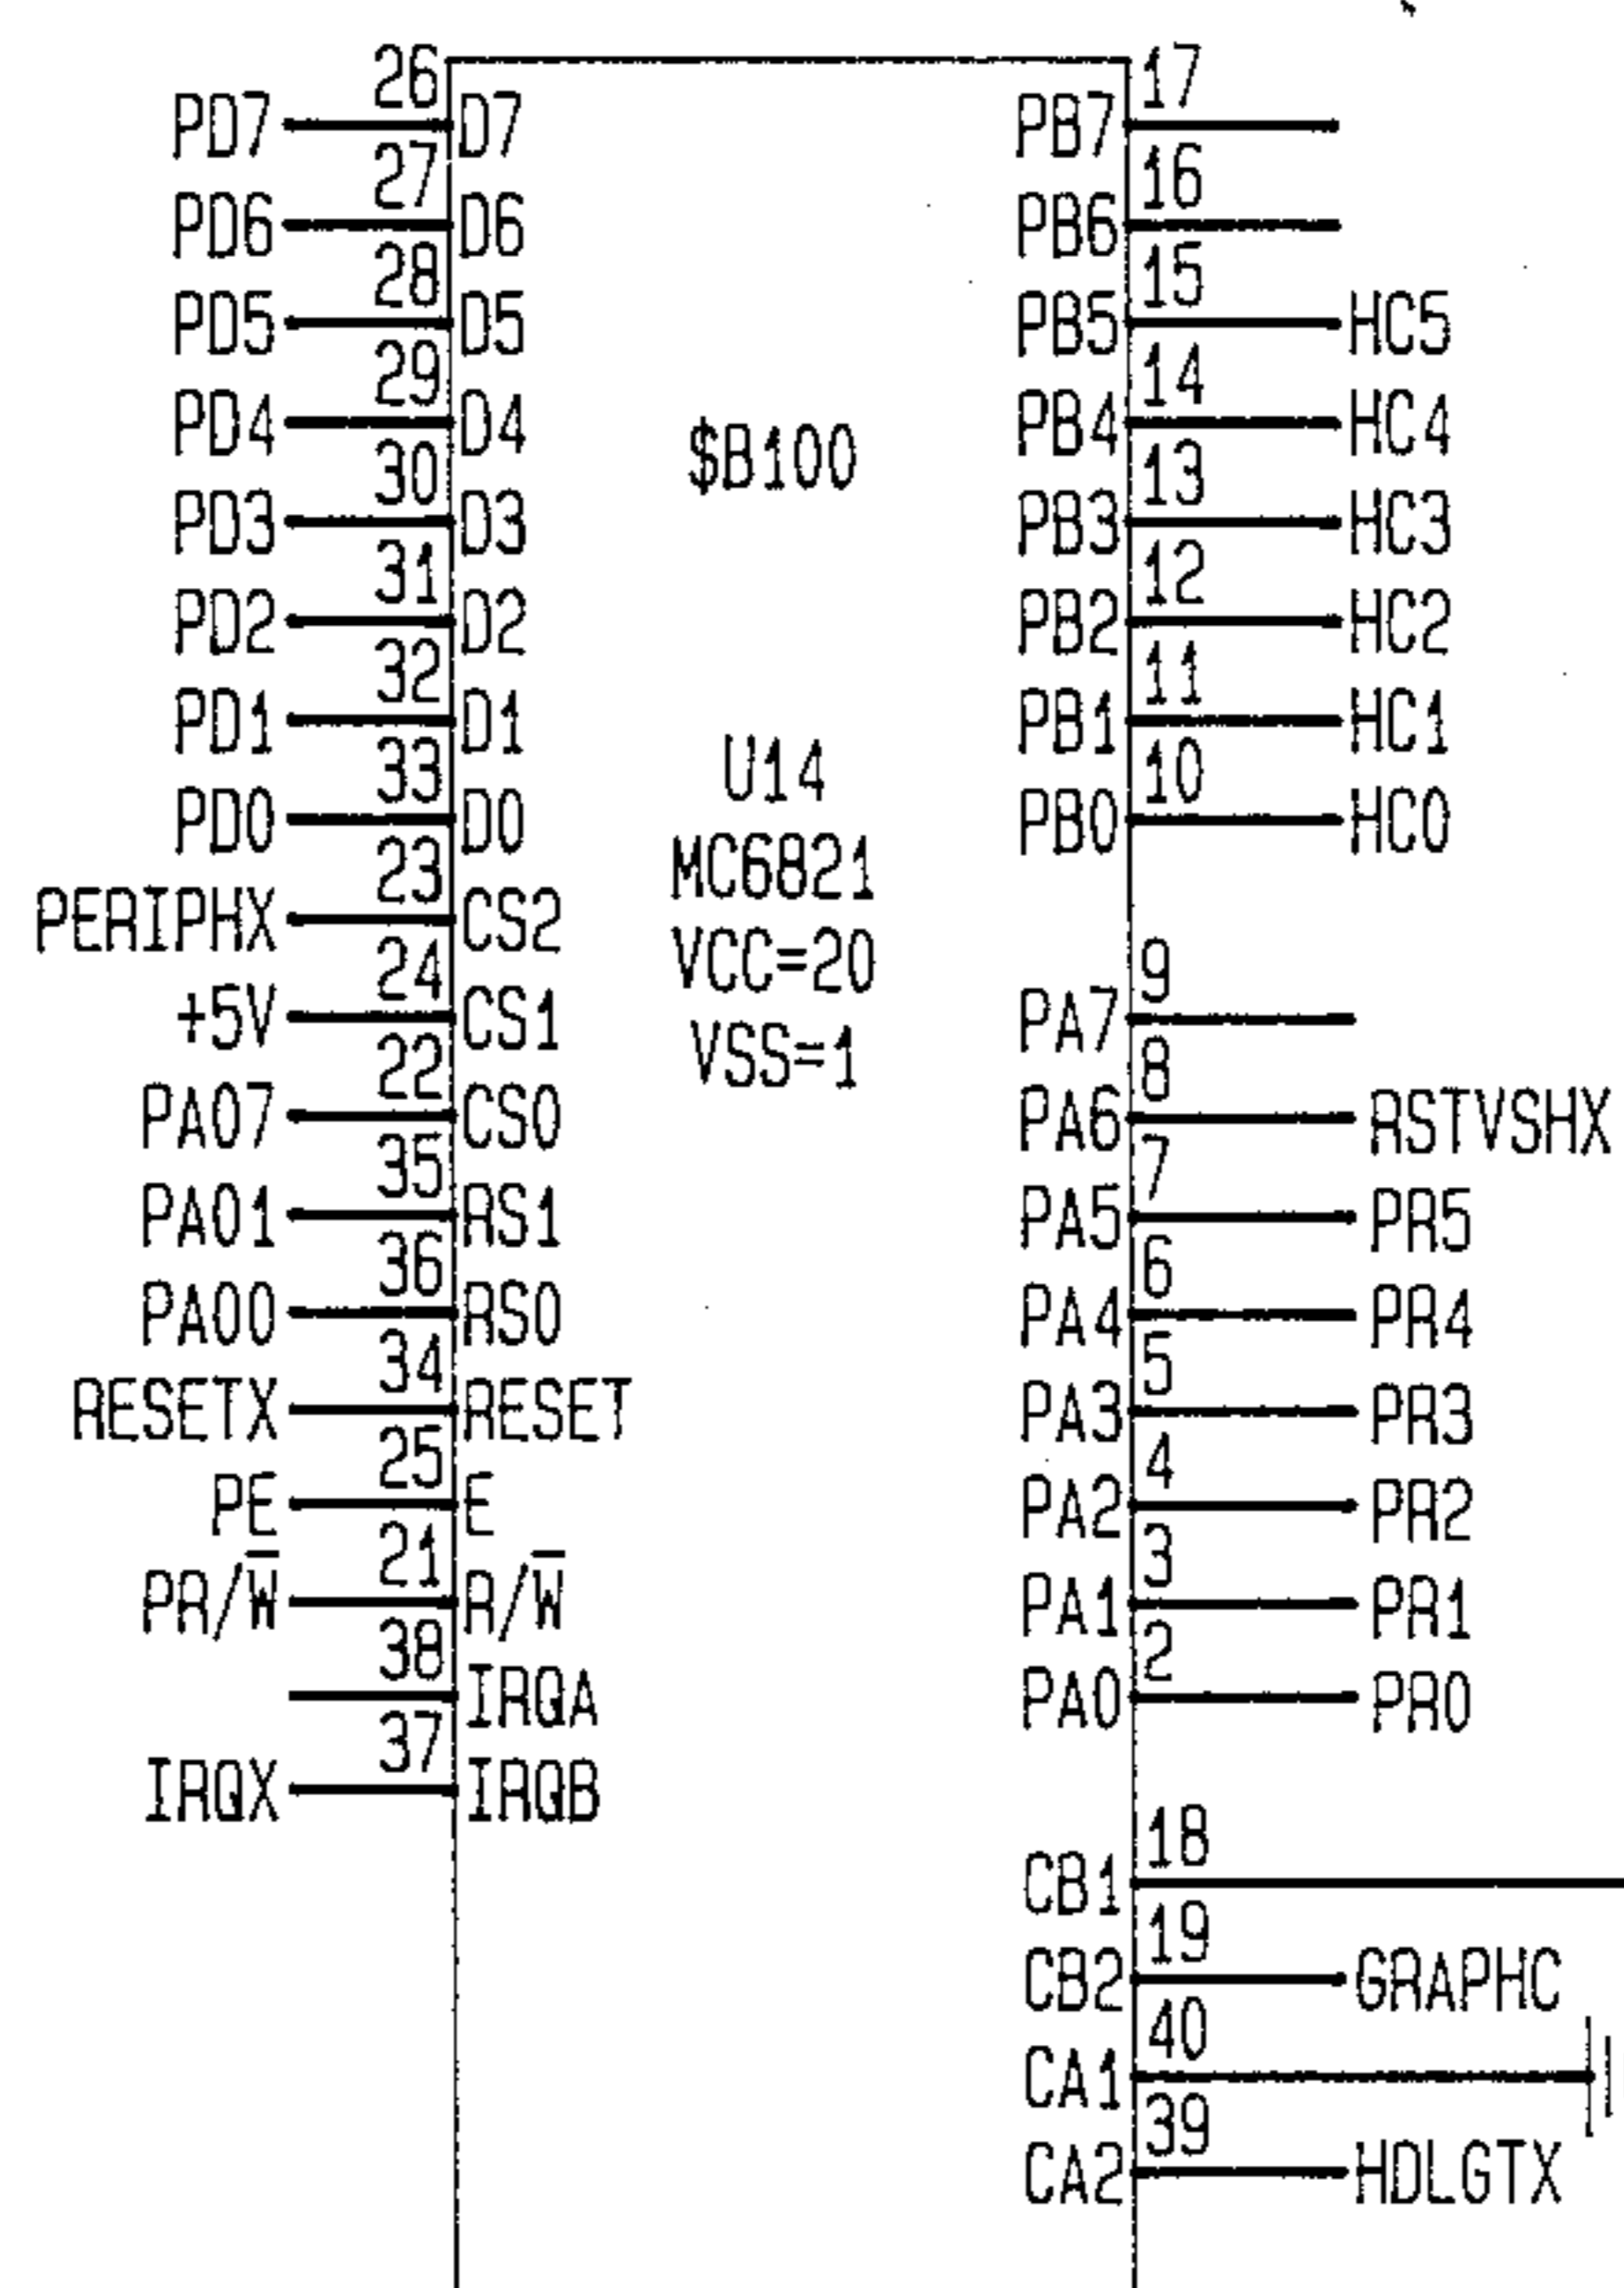 26 17
PD7 D7 PB7
27 16
PD6 D6 PB6
28 15
PD5 D5 PB5 HC5
29 14
PD4 D4 $B100 PB4 HC4
30 13
PD3 D3 PB3 HC3
31 12
PD2 D2 PB2 HC2
32 11
PD1 D1 PB1 HC1
33 U14 10
PD0 D0 PB0 HC0
23 MC6821
PERIPHX CS2
24 VCC=20 9
+5V CS1 PA7
22 VSS=1 8
PA07 CS0 PA6 RSTVSHX
35 7
PA01 RS1 PA5 PR5
36 6
PA00 RS0 PA4 PR4
34 5
RESETX RESET PA3 PR3
25 4
PE E PA2 PR2
21 3
PR/W̅ R/W̅ PA1 PR1
38 2
IRQA PA0 PR0
37
IRQX IRQB
18
CB1
19
CB2 GRAPHC
40
CA1
39
CA2 HDLGTX